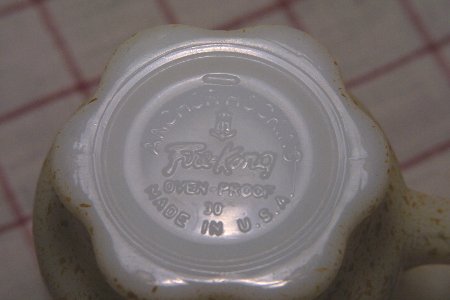 ANCHOR HOCKING
Fire-King
OVEN-PROOF
30
MADE IN U.S.A.